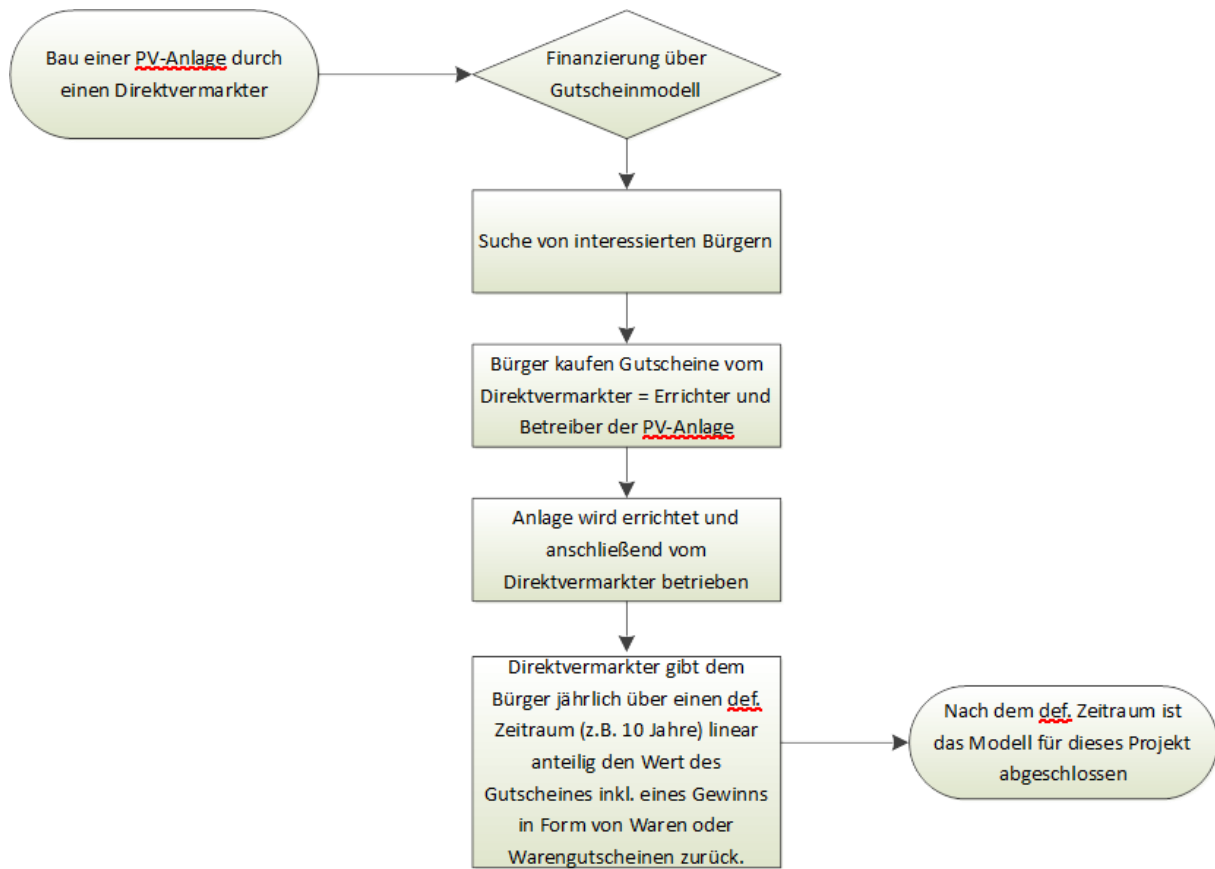 Bau einer PV-Anlage durch
einen Direktvermarkter
Finanzierung über
Gutscheinmodell
Suche von interessierten Bürgern
Bürger kaufen Gutscheine vom
Direktvermarkter = Errichter und
Betreiber der PV-Anlage
Anlage wird errichtet und
anschließend vom
Direktvermarkter betrieben
Direktvermarkter gibt dem
Bürger jährlich über einen def.
Zeitraum (z.B. 10 Jahre) linear
anteilig den Wert des
Gutscheines inkl. eines Gewinns
in Form von Waren oder
Warengutscheinen zurück.
Nach dem def. Zeitraum ist
das Modell für dieses Projekt
abgeschlossen